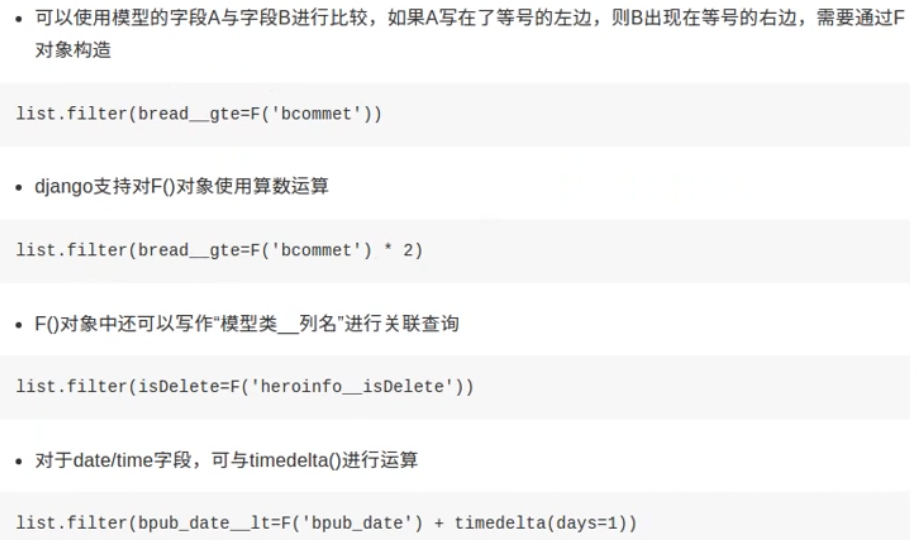 可以使用模型的字段A与字段B进行比较，如果A写在了等号的左边，则B出现在等号的右边，需要通过F
对象构造
list.filter(bread__gte=F('bcommet'))
django支持对F()对象使用算数运算
list.filter(bread__gte=F('bcommet') * 2)
F()对象中还可以写作“模型类__列名”进行关联查询
list.filter(isDelete=F('heroinfo__isDelete'))
对于date/time字段，可与timedelta()进行运算
list.filter(bpub_date__lt=F('bpub_date') + timedelta(days=1))